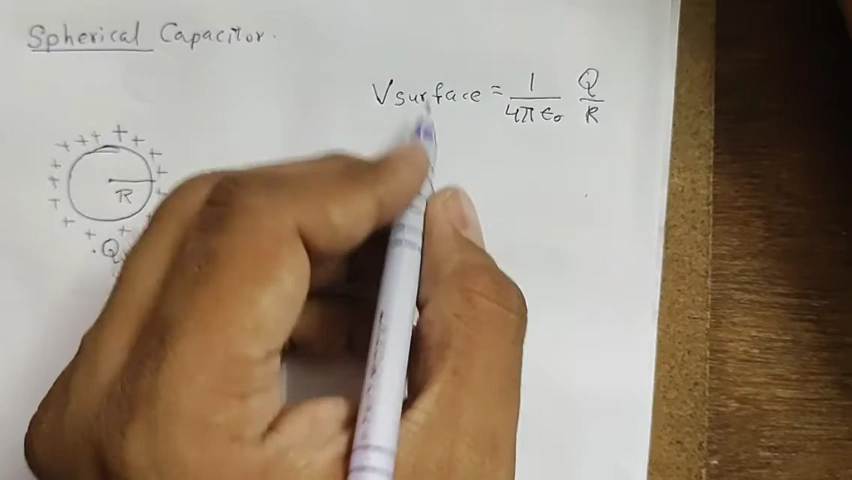 Spherical Capacitor.
Vsurface = 1/4πϵ₀ Q/R
+ + + + + + + + + + + + + +
R
Q